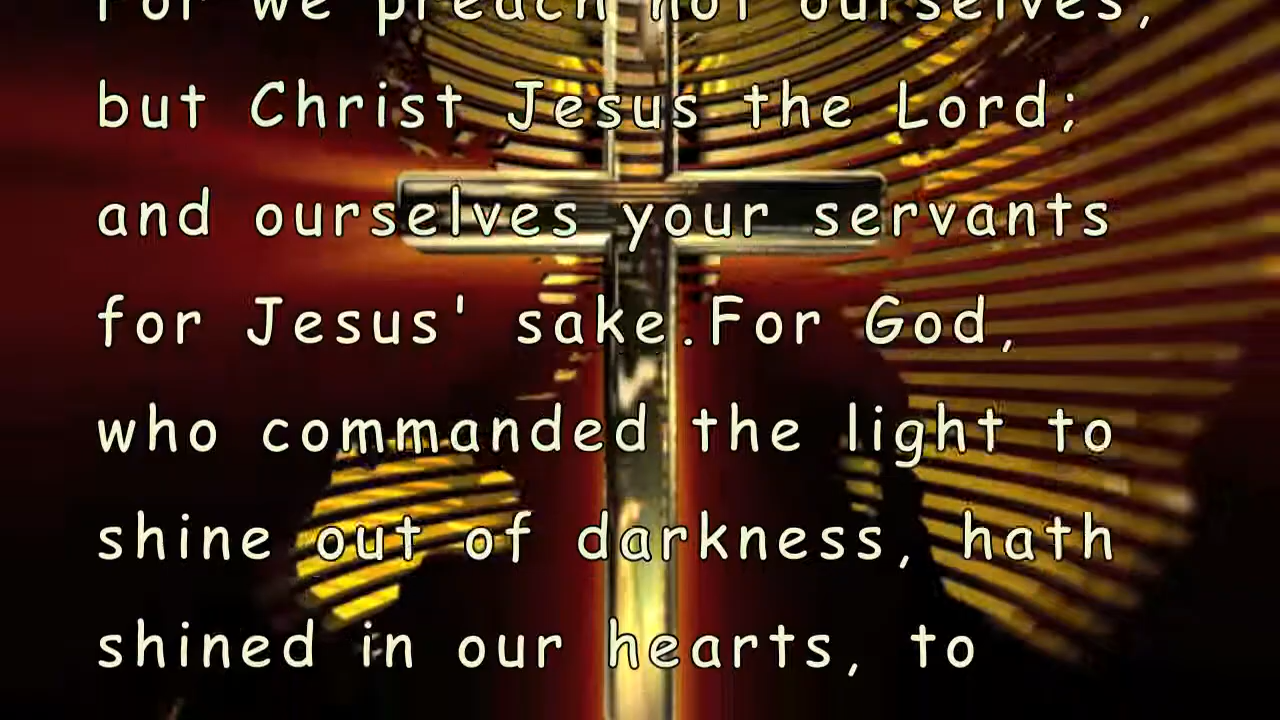 For we preach not ourselves,
but Christ Jesus the Lord;
and ourselves your servants
for Jesus' sake.For God,
who commanded the light to
shine out of darkness, hath
shined in our hearts, to